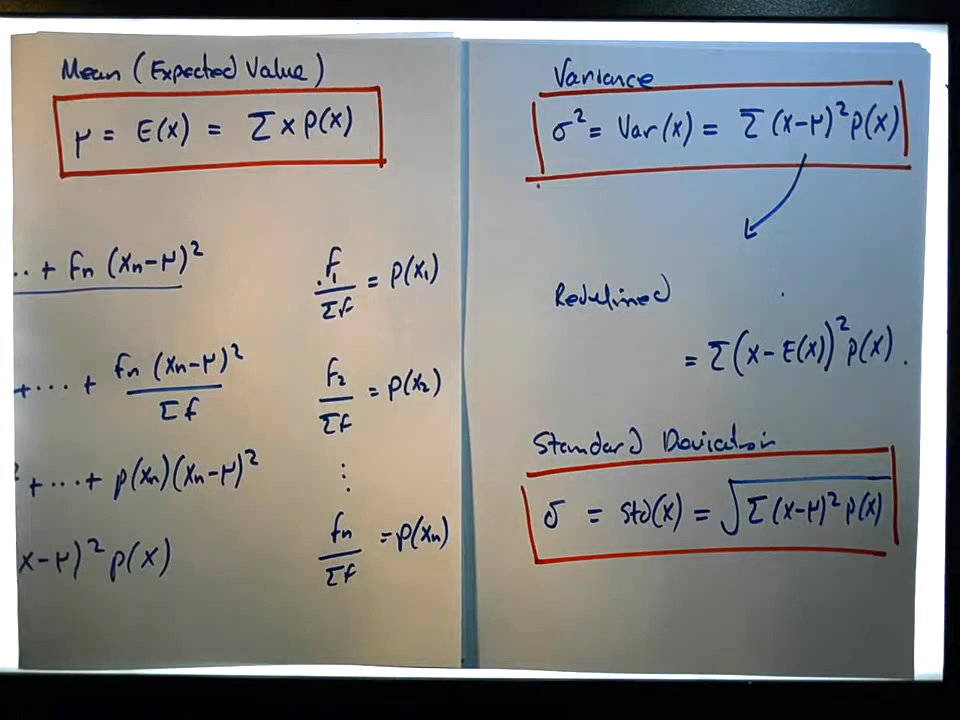 Mean (Expected Value)
μ = E(x) = Σ x P(x)
.. + fn (xn-μ)²
f1/Σf = P(x1)
+ ... + fn (xn-μ)²/Σf
f2/Σf = P(x2)
² + ... + P(xn)(xn-μ)²
⋮
x-μ)² P(x)
fn/Σf = P(xn)
Variance
σ² = Var(x) = Σ (x-μ)² P(x)
Redefined
= Σ(x - E(x))² P(x).
Standard Deviation
σ = Std(x) = √Σ (x-μ)² P(x)